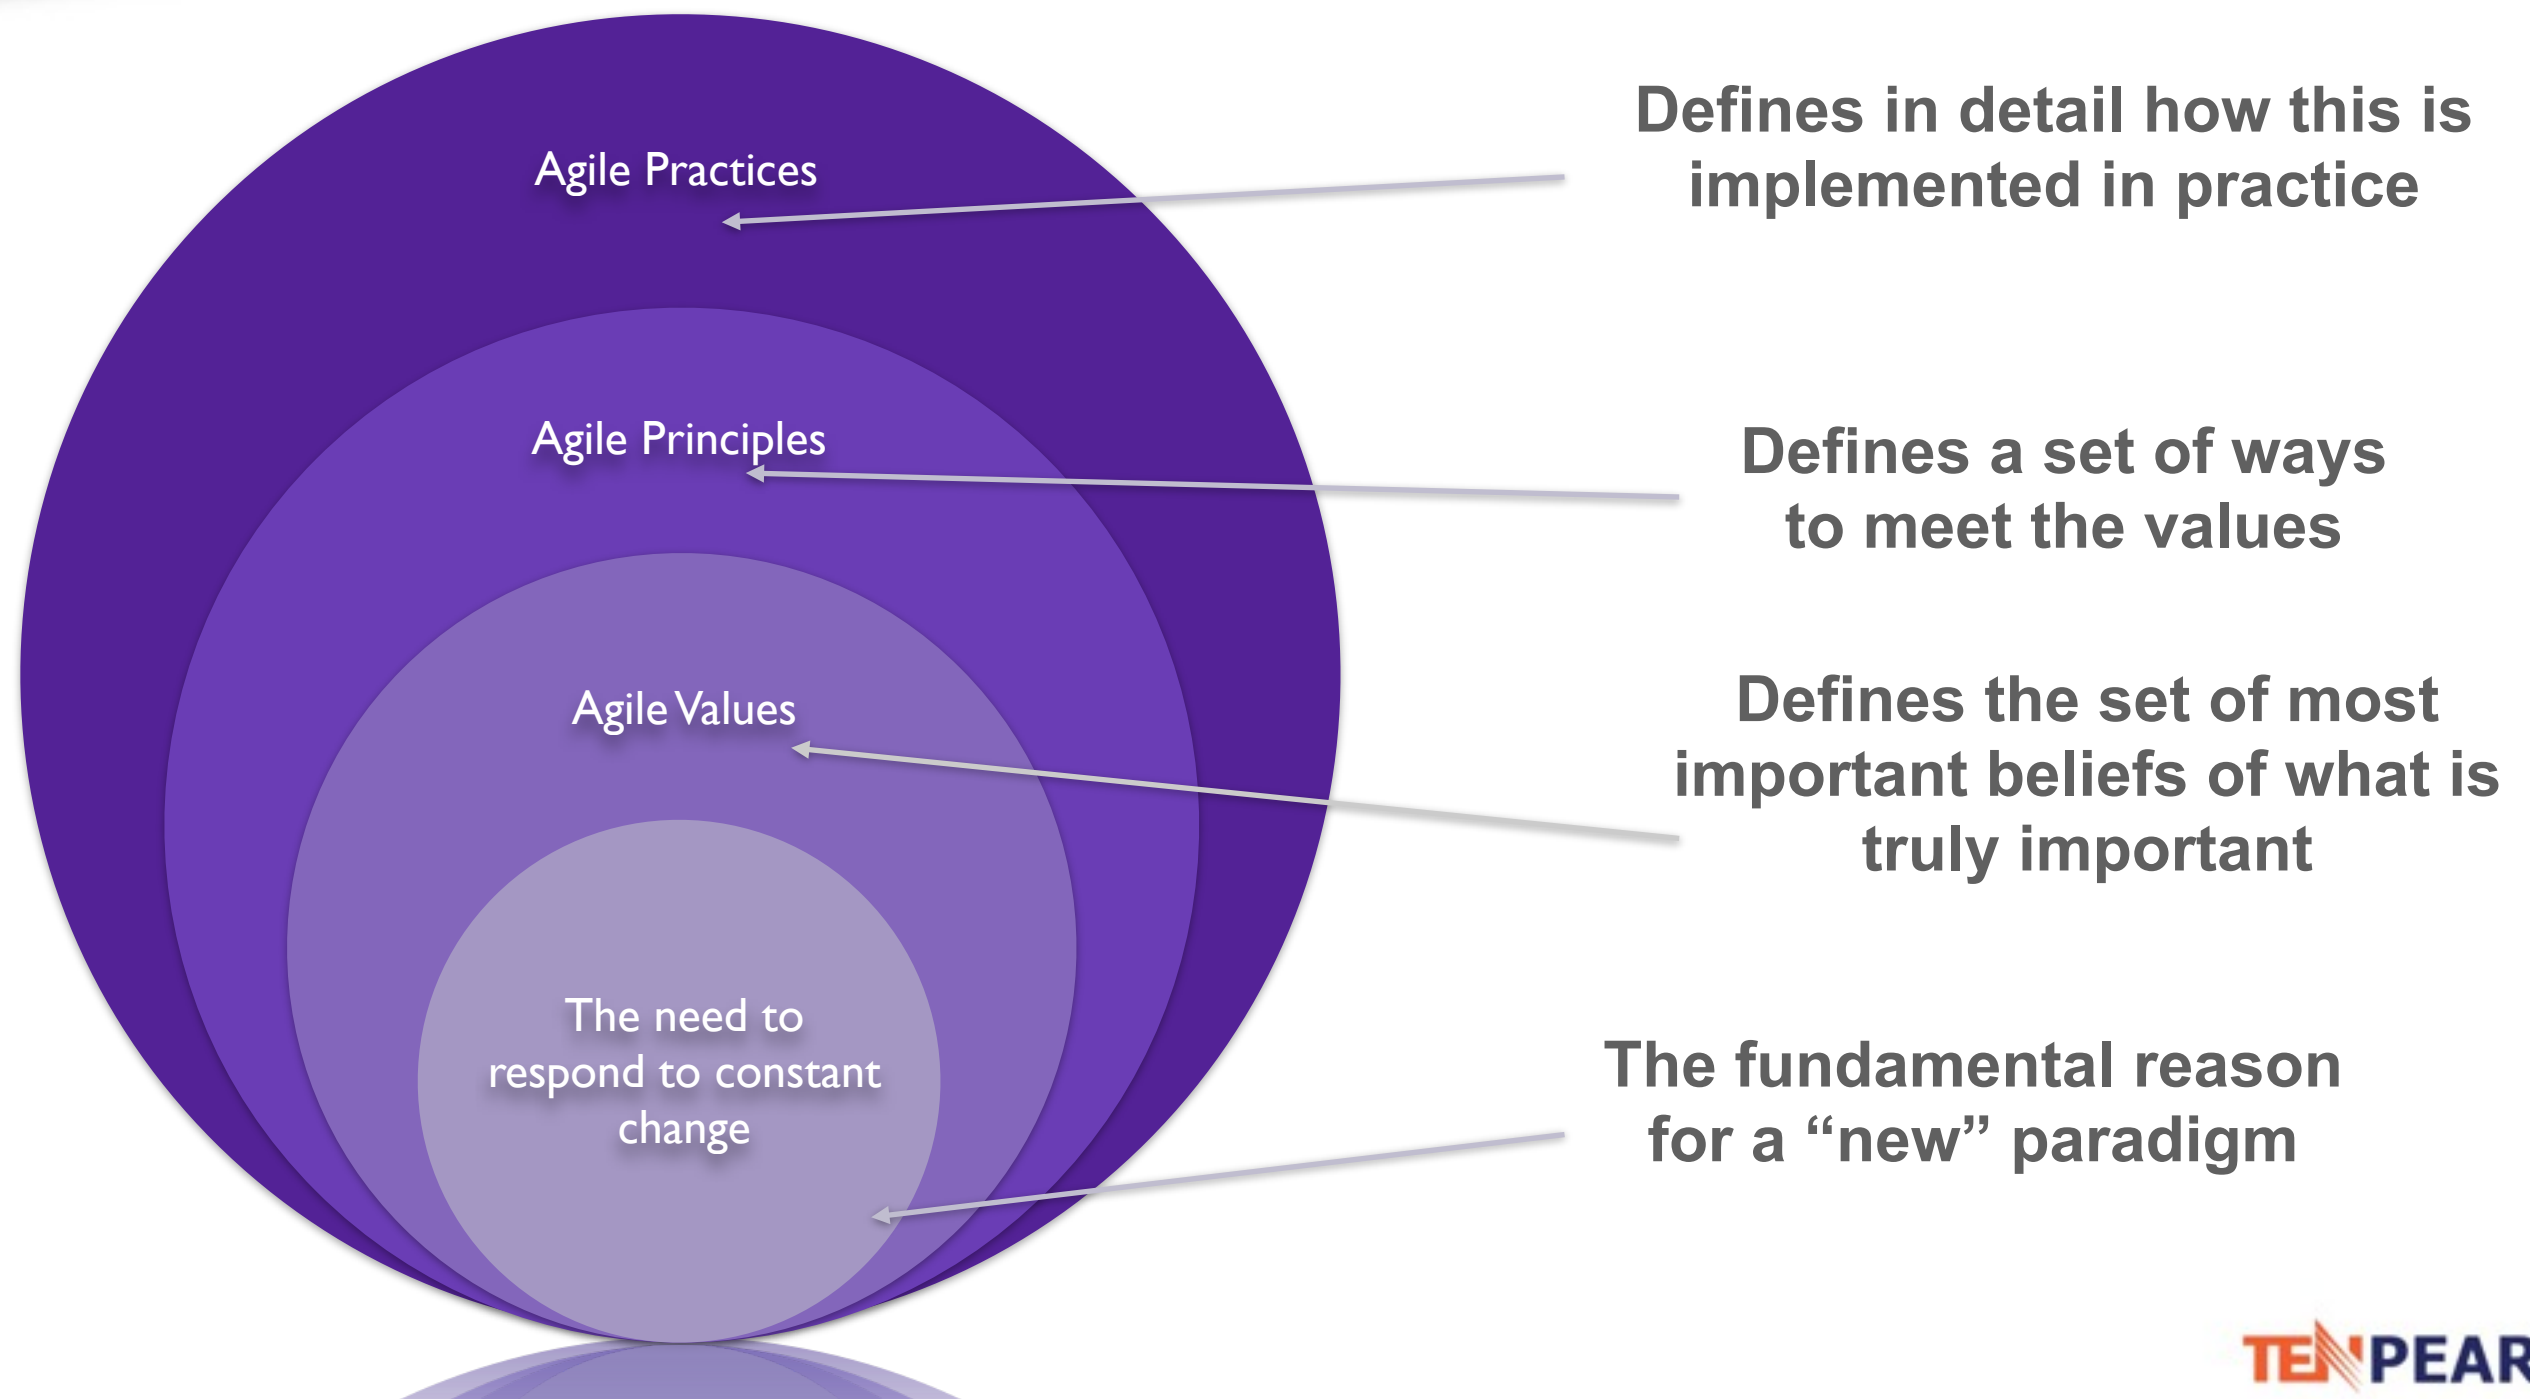 Agile Practices
Defines in detail how this is
implemented in practice
Agile Principles
Defines a set of ways
to meet the values
Agile Values
Defines the set of most
important beliefs of what is
truly important
The need to
respond to constant
change
The fundamental reason
for a “new” paradigm
TENPEAR